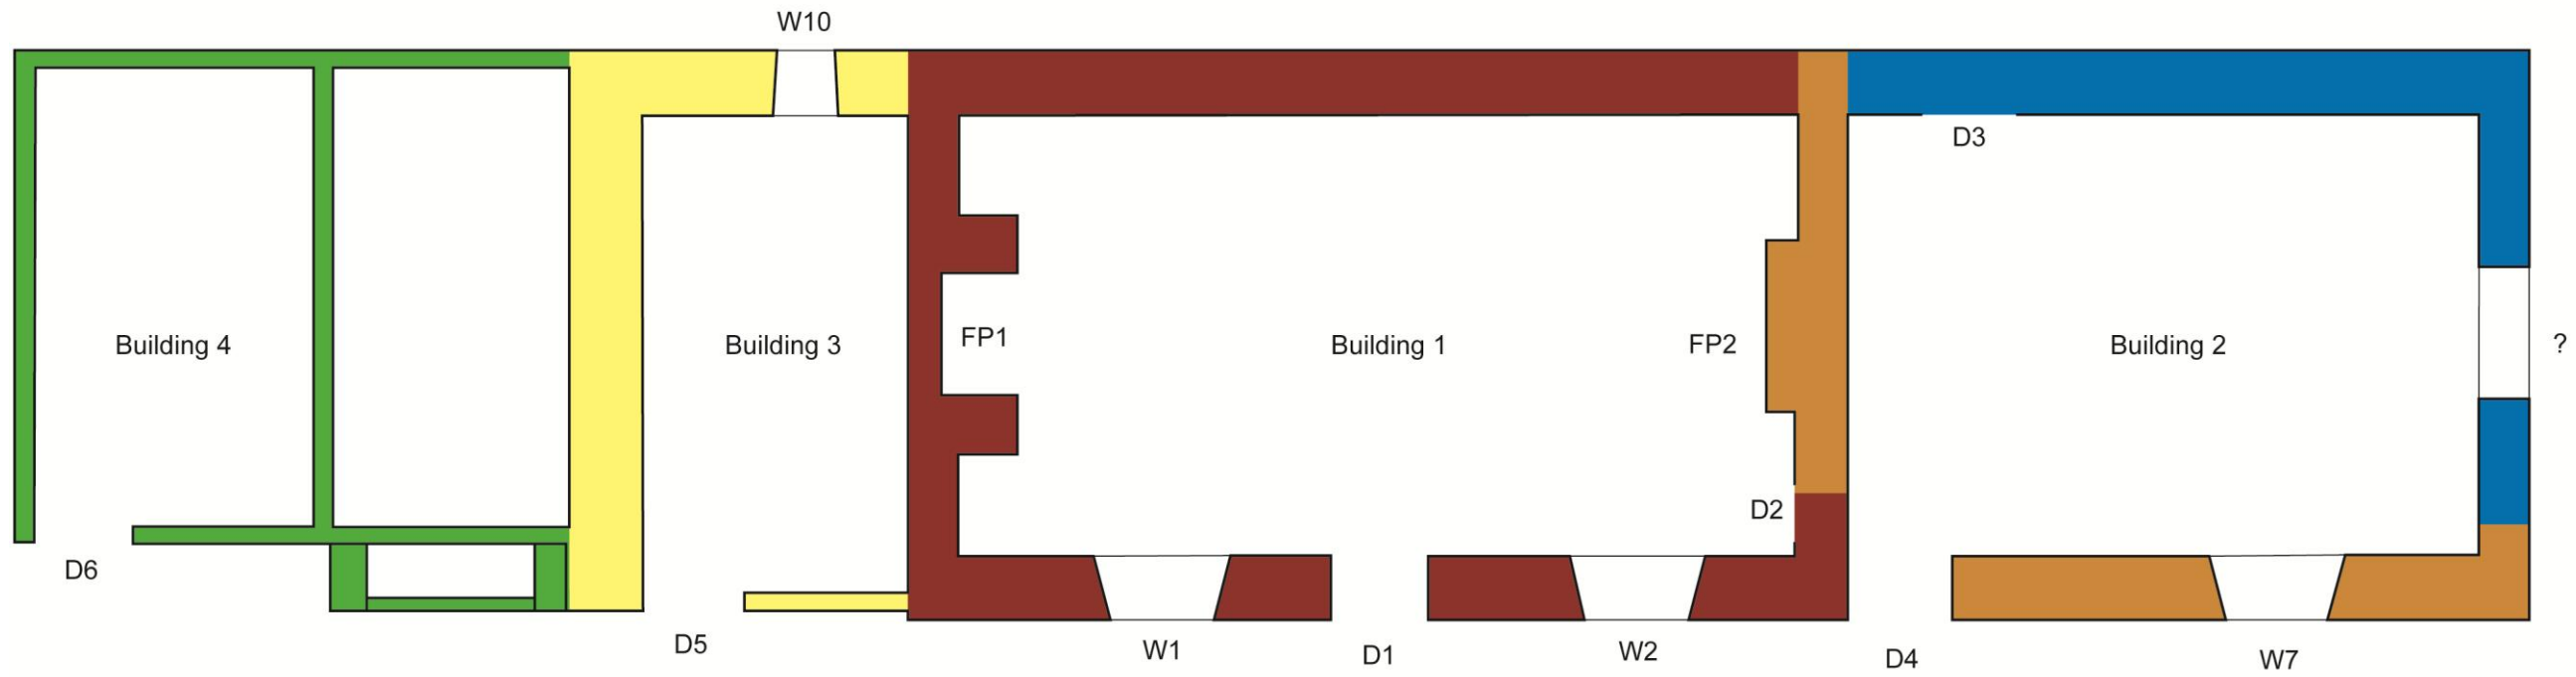 W10
D3
Building 4
Building 3
FP1
Building 1
FP2
Building 2
?
D2
D6
D5
W1
D1
W2
D4
W7